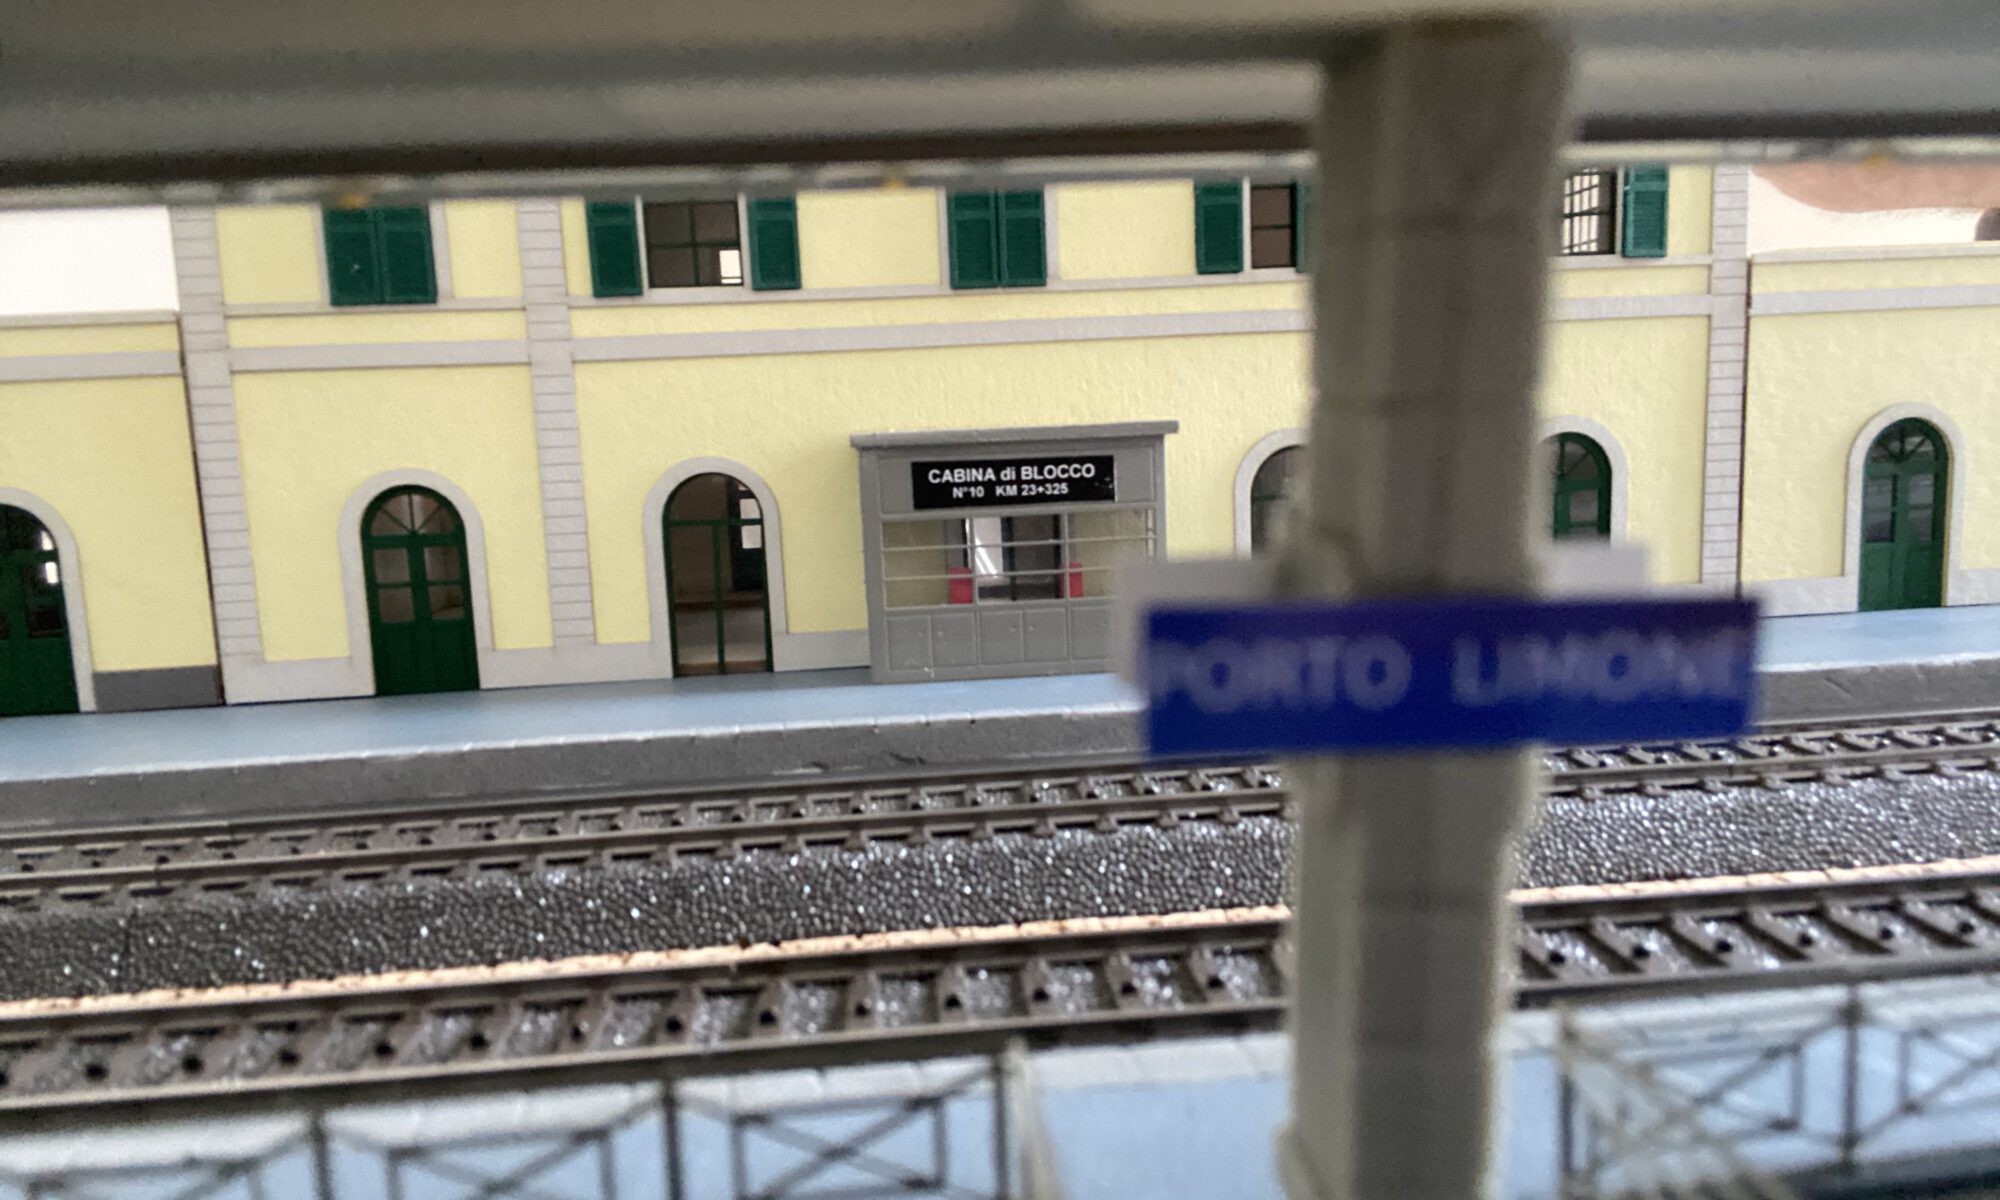 CABINA di BLOCCO
N°10 KM 23+325
PORTO LIMONE